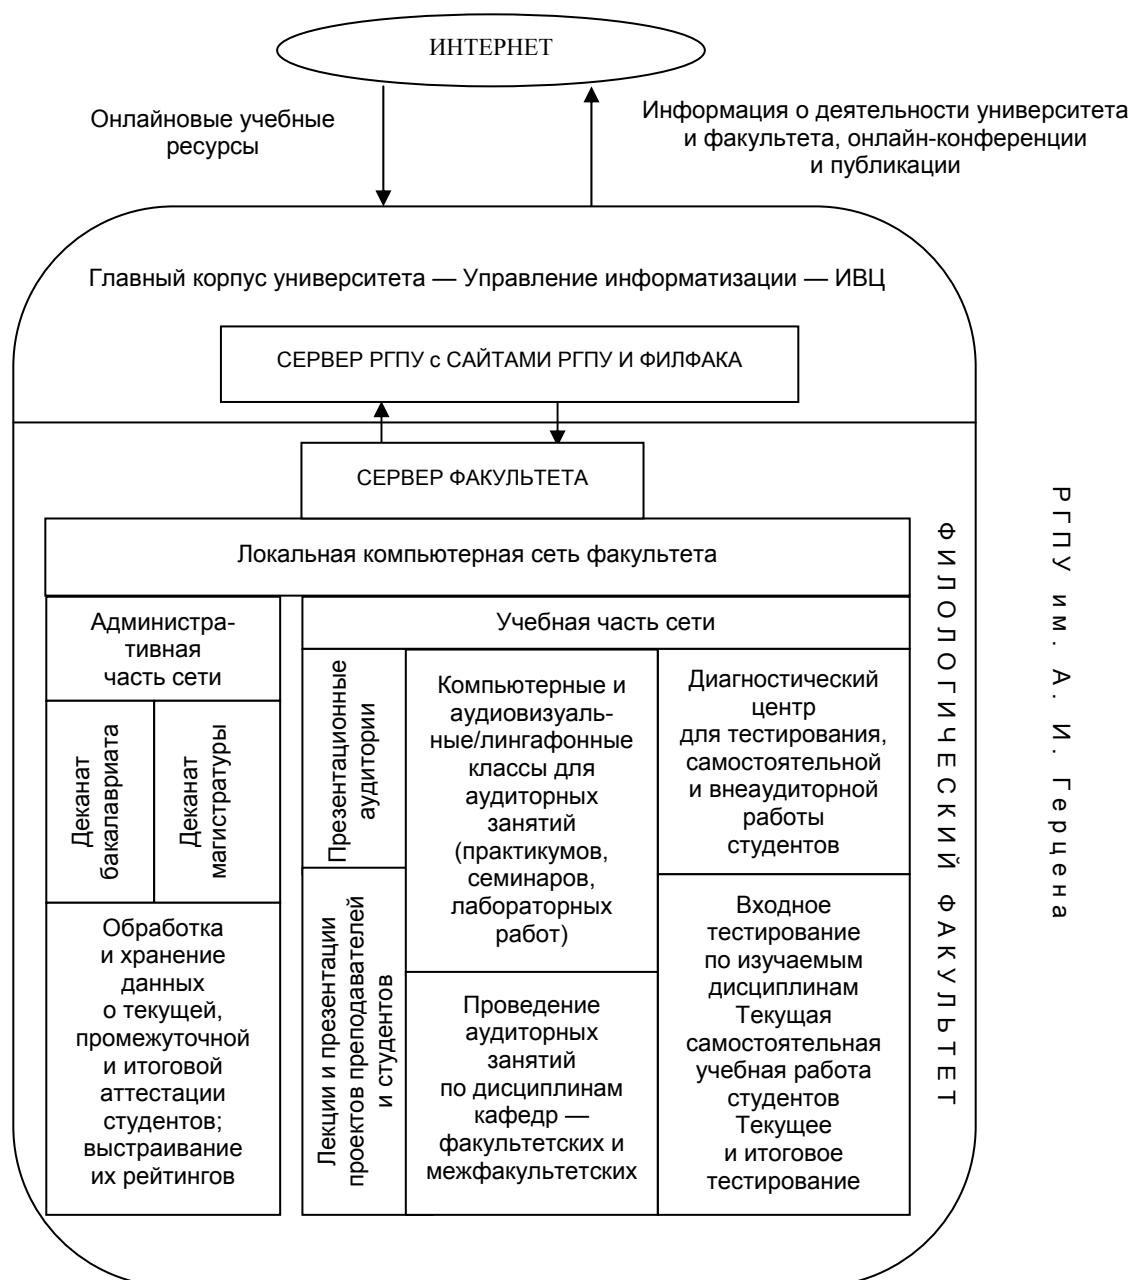 ИНТЕРНЕТ
Онлайновые учебные
ресурсы
Информация о деятельности университета
и факультета, онлайн-конференции
и публикации
Главный корпус университета — Управление информатизации — ИВЦ
СЕРВЕР РГПУ с САЙТАМИ РГПУ И ФИЛФАКА
СЕРВЕР ФАКУЛЬТЕТА
Локальная компьютерная сеть факультета
Администра-
тивная
часть сети
Деканат
бакалавриата
Деканат
магистратуры
Обработка
и хранение
данных
о текущей,
промежуточной
и итоговой
аттестации
студентов;
выстраивание
их рейтингов
Учебная часть сети
Презентационные
аудитории
Лекции и презентации
проектов преподавателей
и студентов
Компьютерные и
аудиовизуаль-
ные/лингафонные
классы для
аудиторных
занятий
(практикумов,
семинаров,
лабораторных
работ)
Проведение
аудиторных
занятий
по дисциплинам
кафедр —
факультетских и
межфакультетских
Диагностический
центр
для тестирования,
самостоятельной
и внеаудиторной
работы
студентов
Входное
тестирование
по изучаемым
дисциплинам
Текущая
самостоятельная
учебная работа
студентов
Текущее
и итоговое
тестирование
ФИЛОЛОГИЧЕСКИЙ ФАКУЛЬТЕТ
РГПУ им. А. И. Герцена